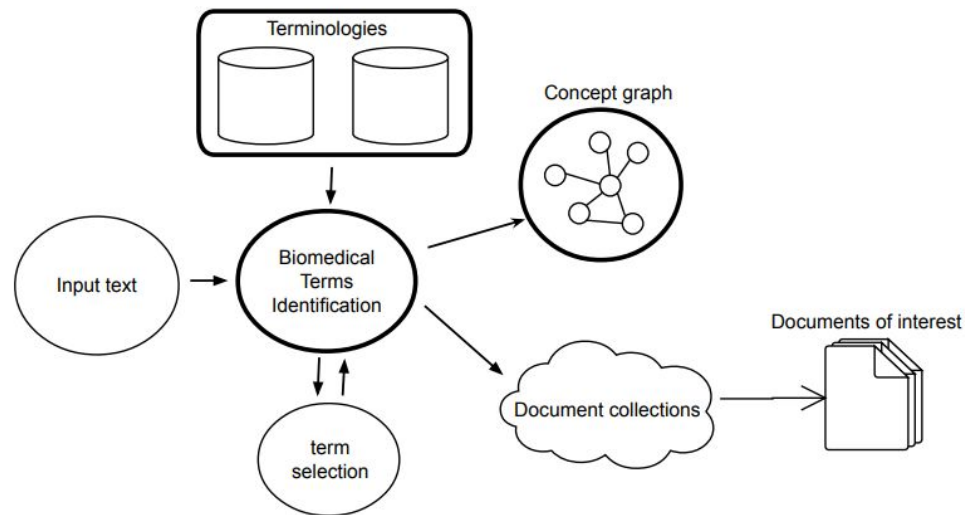 Terminologies
Concept graph
Input text
Biomedical
Terms
Identification
Documents of interest
Document collections
term
selection